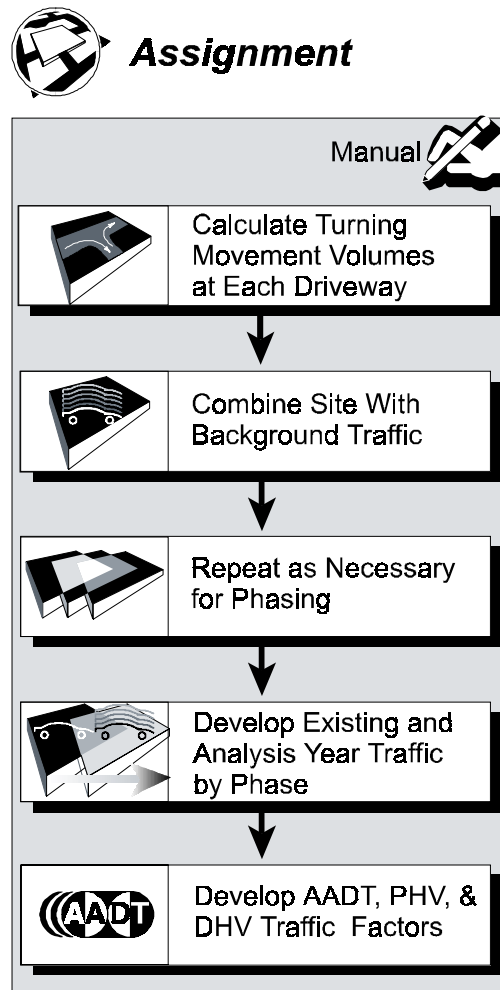 Assignment
Manual
Calculate Turning
Movement Volumes
at Each Driveway
Combine Site With
Background Traffic
Repeat as Necessary
for Phasing
Develop Existing and
Analysis Year Traffic
by Phase
AADT
Develop AADT, PHV, &
DHV Traffic Factors